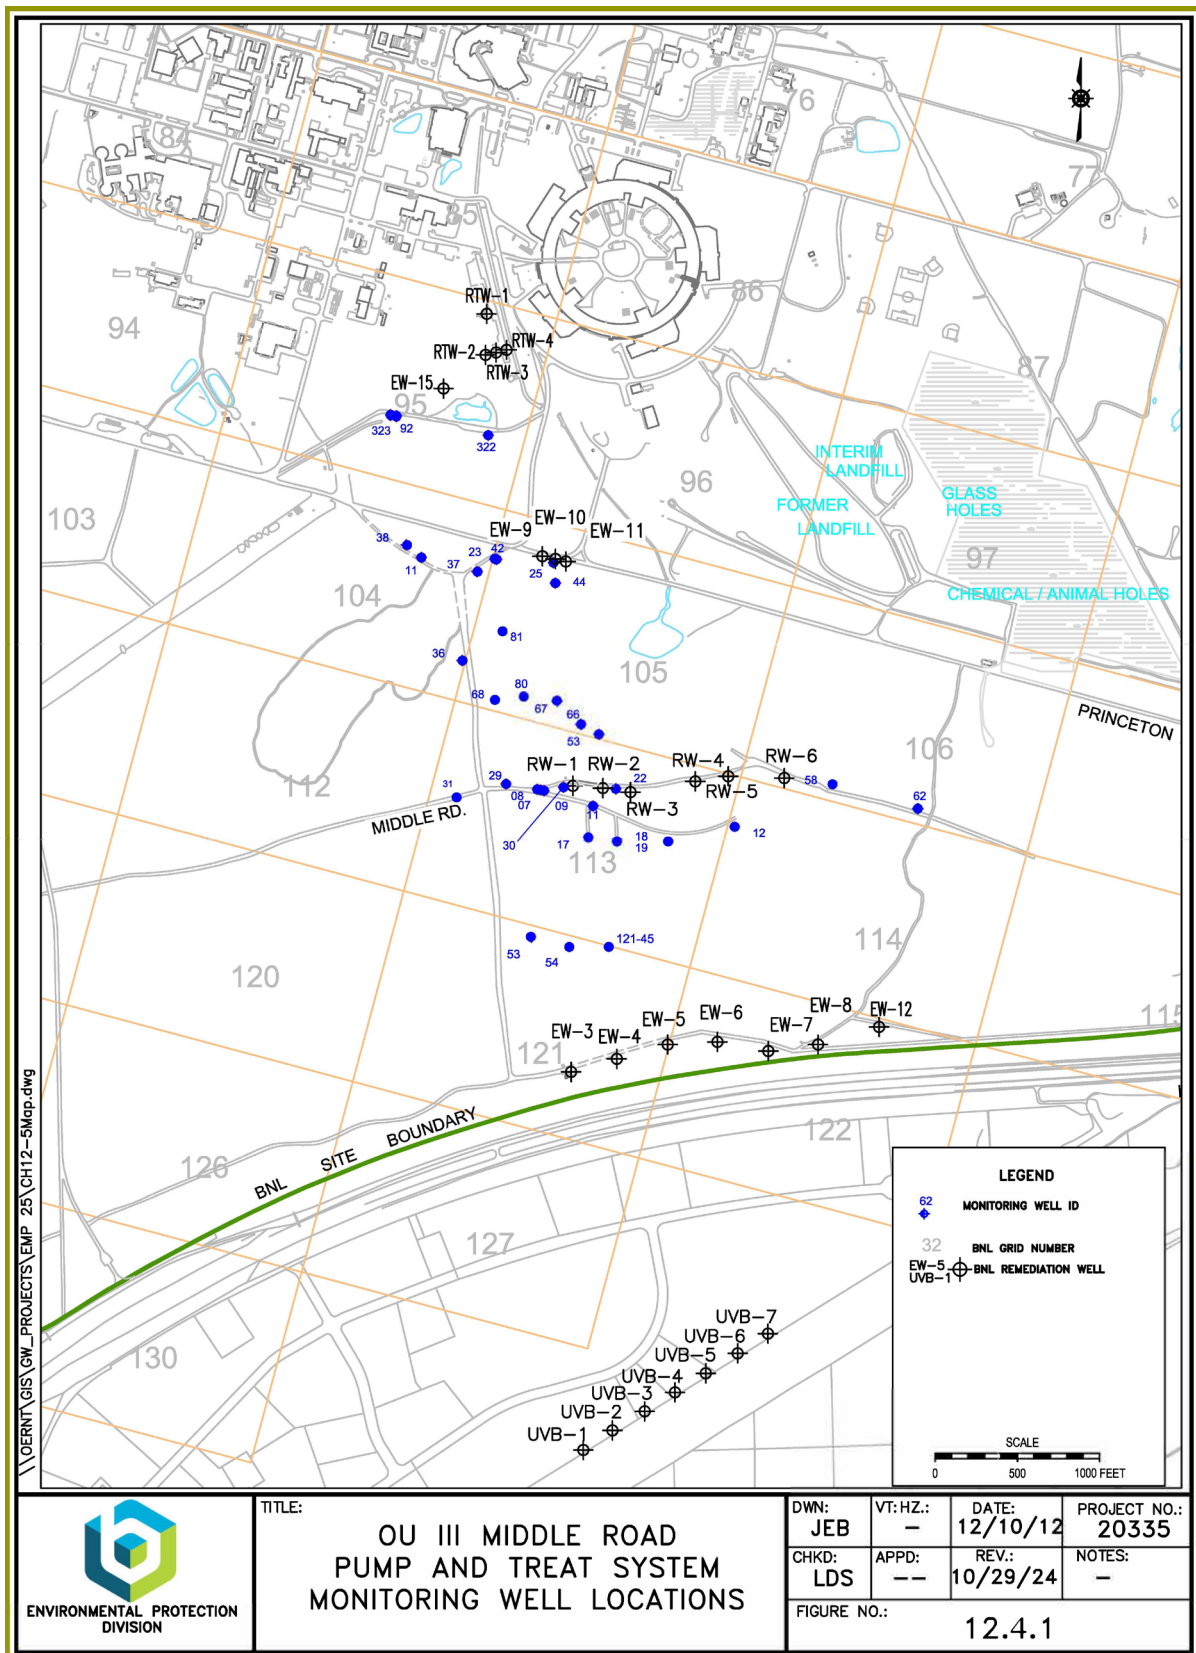 76
84
77
85
86
RTW-1
94
RTW-4
RTW-2
RTW-3
87
EW-15
95
323
92
322
INTERIM
LANDFILL
96
GLASS
HOLES
FORMER
LANDFILL
103
EW-10
EW-9
EW-11
38
23
42
97
11
37
25
44
CHEMICAL / ANIMAL HOLES
104
81
105
36
80
68
67
66
PRINCETON
53
106
RW-4
RW-6
RW-1
RW-2
29
22
58
112
31
RW-5
08
07
09
RW-3
62
MIDDLE RD.
11
12
30
17
18
19
113
121-45
53
54
114
120
EW-8
EW-12
EW-6
115
EW-5
EW-7
EW-3
EW-4
121
BNL SITE BOUNDARY
122
126
127
130
UVB-7
UVB-6
UVB-5
UVB-4
UVB-3
UVB-2
UVB-1
LEGEND
62
MONITORING WELL ID
32
BNL GRID NUMBER
EW-5
UVB-1
BNL REMEDIATION WELL
SCALE
0 500 1000 FEET
\\OERNT\GIS\GW_PROJECTS\EMP 25\CH12-5Map.dwg
ENVIRONMENTAL PROTECTION
DIVISION
TITLE:
OU III MIDDLE ROAD
PUMP AND TREAT SYSTEM
MONITORING WELL LOCATIONS
DWN:
JEB
VT:HZ.:
–
DATE:
12/10/12
PROJECT NO.:
20335
CHKD:
LDS
APPD:
--
REV.:
10/29/24
NOTES:
–
FIGURE NO.:
12.4.1